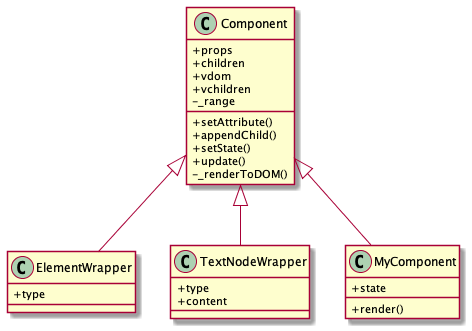 C Component
+props
+children
+vdom
+vchildren
−_range
+setAttribute()
+appendChild()
+setState()
+update()
−_renderToDOM()
C ElementWrapper
+type
C TextNodeWrapper
+type
+content
C MyComponent
+state
+render()